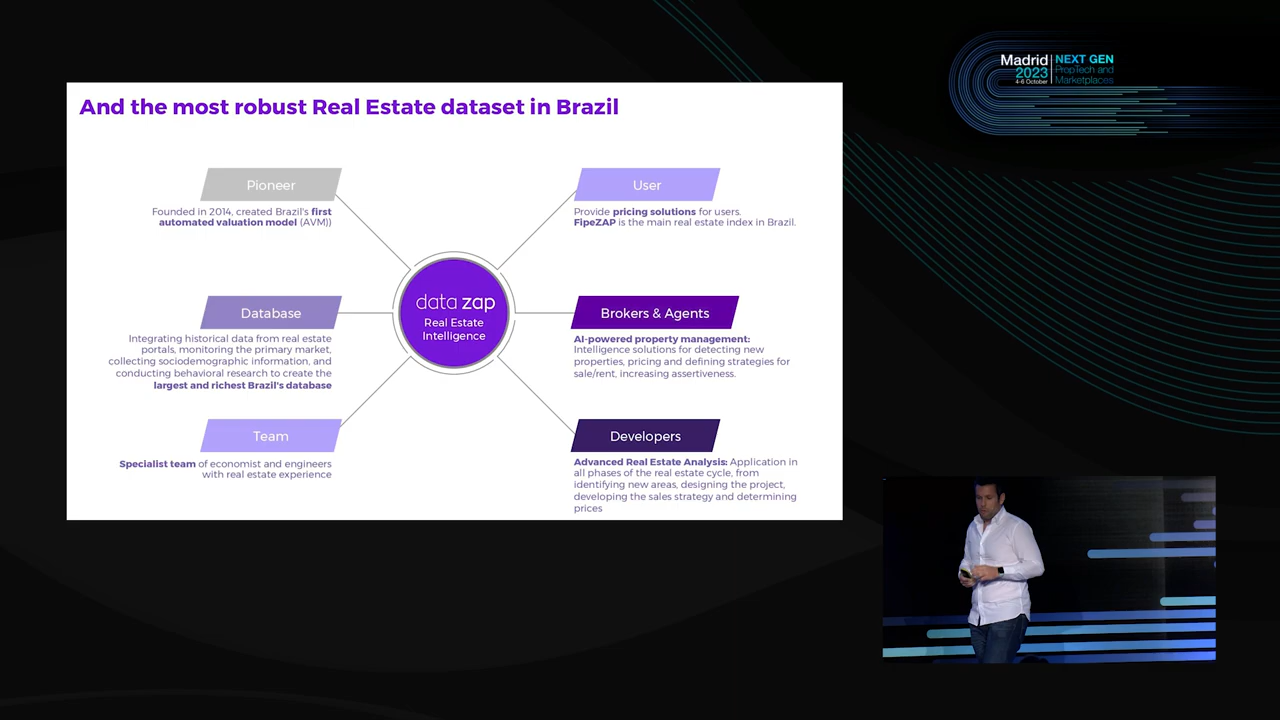 And the most robust Real Estate dataset in Brazil
Pioneer
Founded in 2014, created Brazil's first
automated valuation model (AVM))
Database
Integrating historical data from real estate
portals, monitoring the primary market,
collecting sociodemographic information, and
conducting behavioral research to create the
largest and richest Brazil's database
Team
Specialist team of economist and engineers
with real estate experience
data zap
Real Estate
Intelligence
User
Provide pricing solutions for users.
FipeZAP is the main real estate index in Brazil.
Brokers & Agents
AI-powered property management:
Intelligence solutions for detecting new
properties, pricing and defining strategies for
sale/rent, increasing assertiveness.
Developers
Advanced Real Estate Analysis: Application in
all phases of the real estate cycle, from
identifying new areas, designing the project,
developing the sales strategy and determining
prices
Madrid
2023
4-6 October
NEXT GEN
PropTech and
Marketplaces